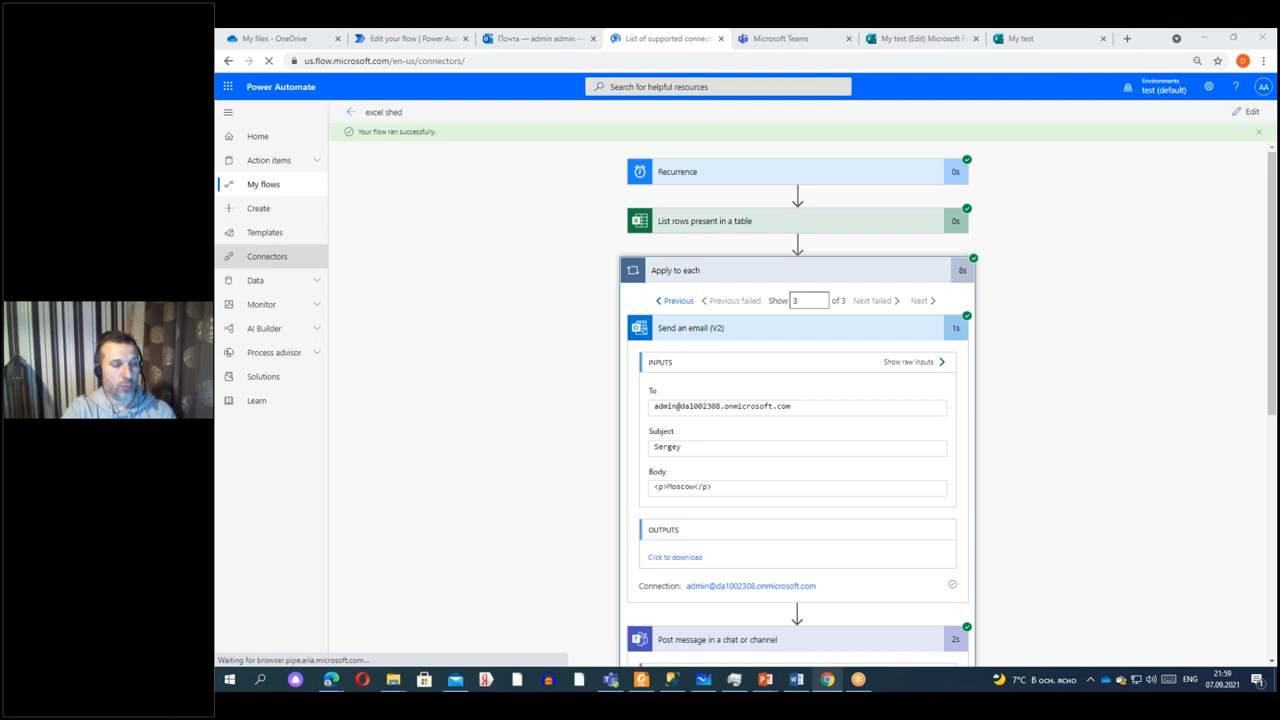 My files - OneDrive
Edit your flow | Power Aut
Почта — admin admin —
List of supported connect
Microsoft Teams
My test (Edit) Microsoft F
My test
us.flow.microsoft.com/en-us/connectors/
Power Automate
Search for helpful resources
Environments
test (default)
AA
excel shed
Edit
Your flow ran successfully.
Home
Action items
My flows
Create
Templates
Connectors
Data
Monitor
AI Builder
Process advisor
Solutions
Learn
Recurrence
0s
List rows present in a table
0s
Apply to each
8s
Previous
Previous failed
Show
3
of 3
Next failed
Next
Send an email (V2)
1s
INPUTS
Show raw inputs
To
admin@da1002308.onmicrosoft.com
Subject
Sergey
Body
<p>Moscow</p>
OUTPUTS
Click to download
Connection: admin@da1002308.onmicrosoft.com
Post message in a chat or channel
2s
Waiting for browser.pipe.aria.microsoft.com...
7°C В осн. ясно
ENG
21:59
07.09.2021